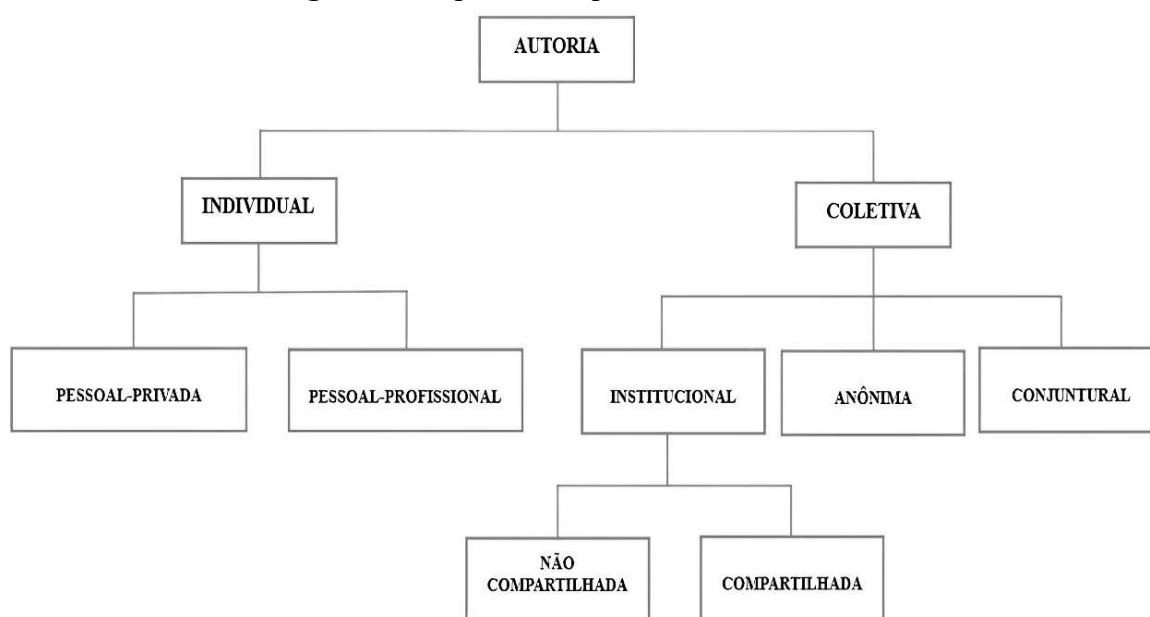 AUTORIA
INDIVIDUAL
COLETIVA
PESSOAL-PRIVADA
PESSOAL-PROFISSIONAL
INSTITUCIONAL
ANÔNIMA
CONJUNTURAL
NÃO
COMPARTILHADA
COMPARTILHADA